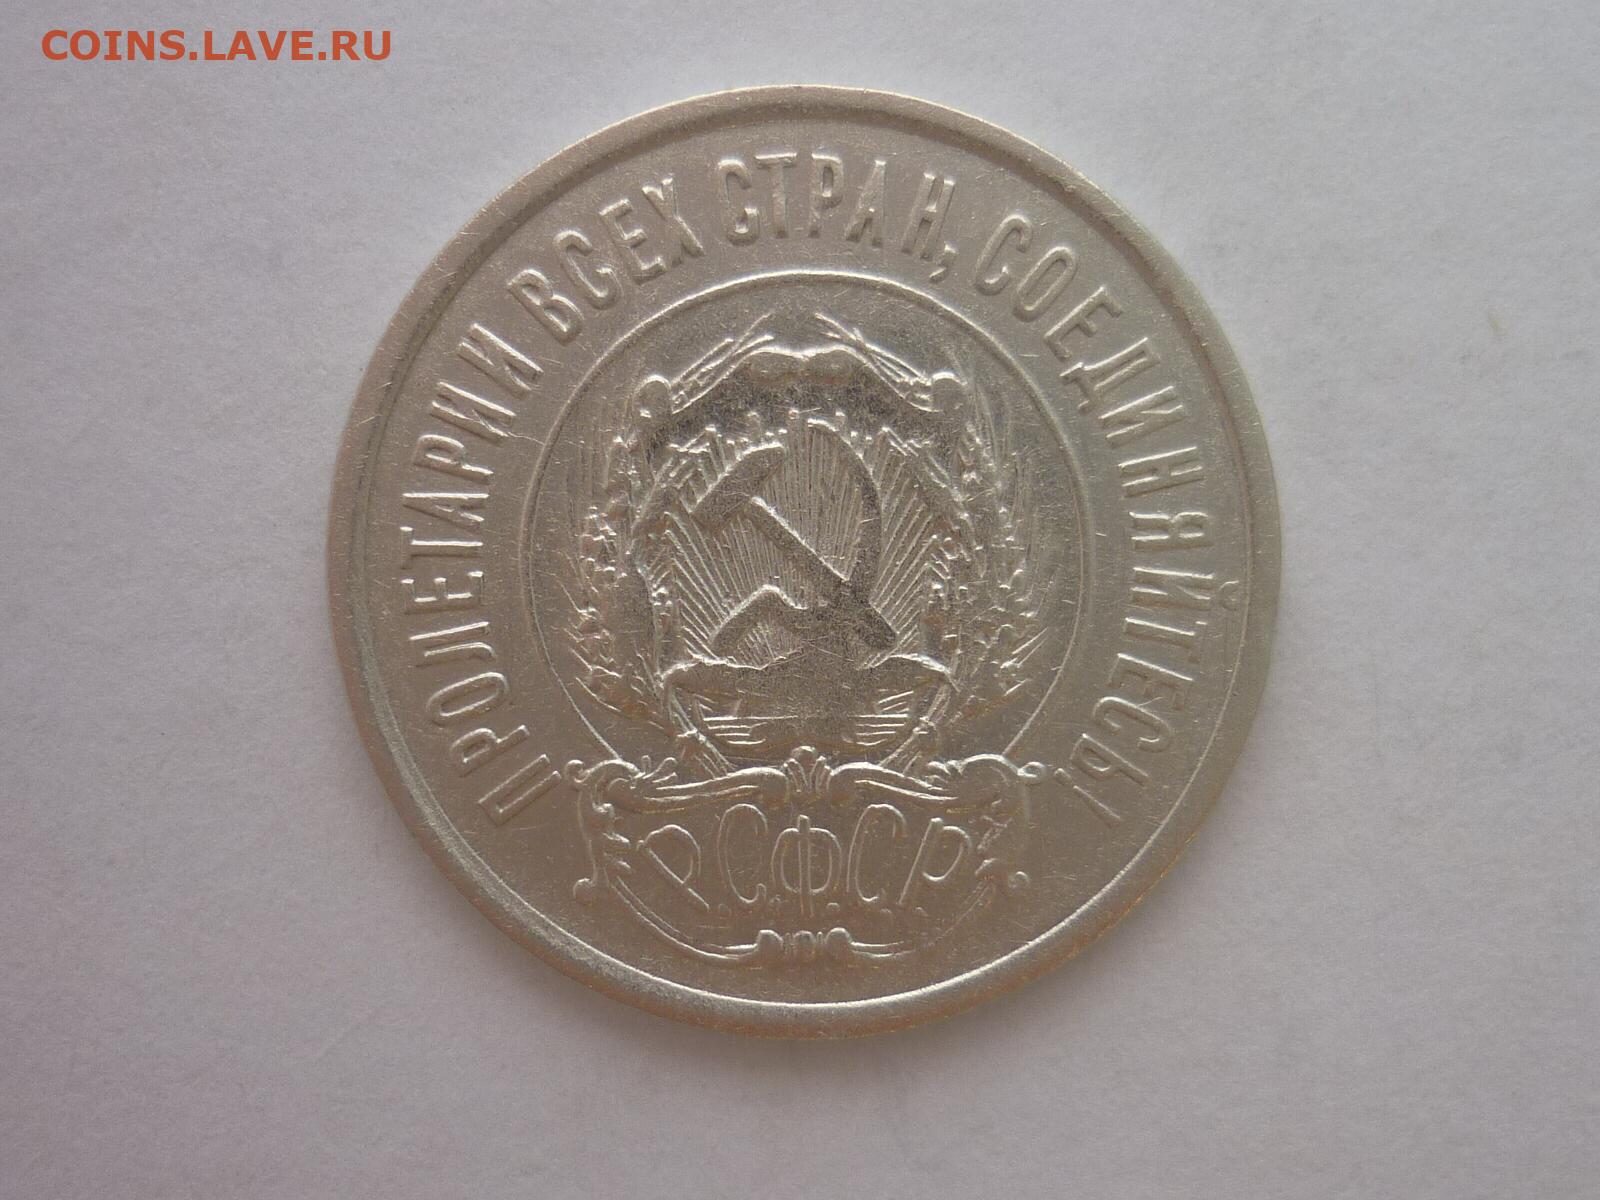 COINS.LAVE.RU
ПРОЛЕТАРИИ ВСЕХ СТРАН, СОЕДИНЯЙТЕСЬ!
Р.С.Ф.С.Р.